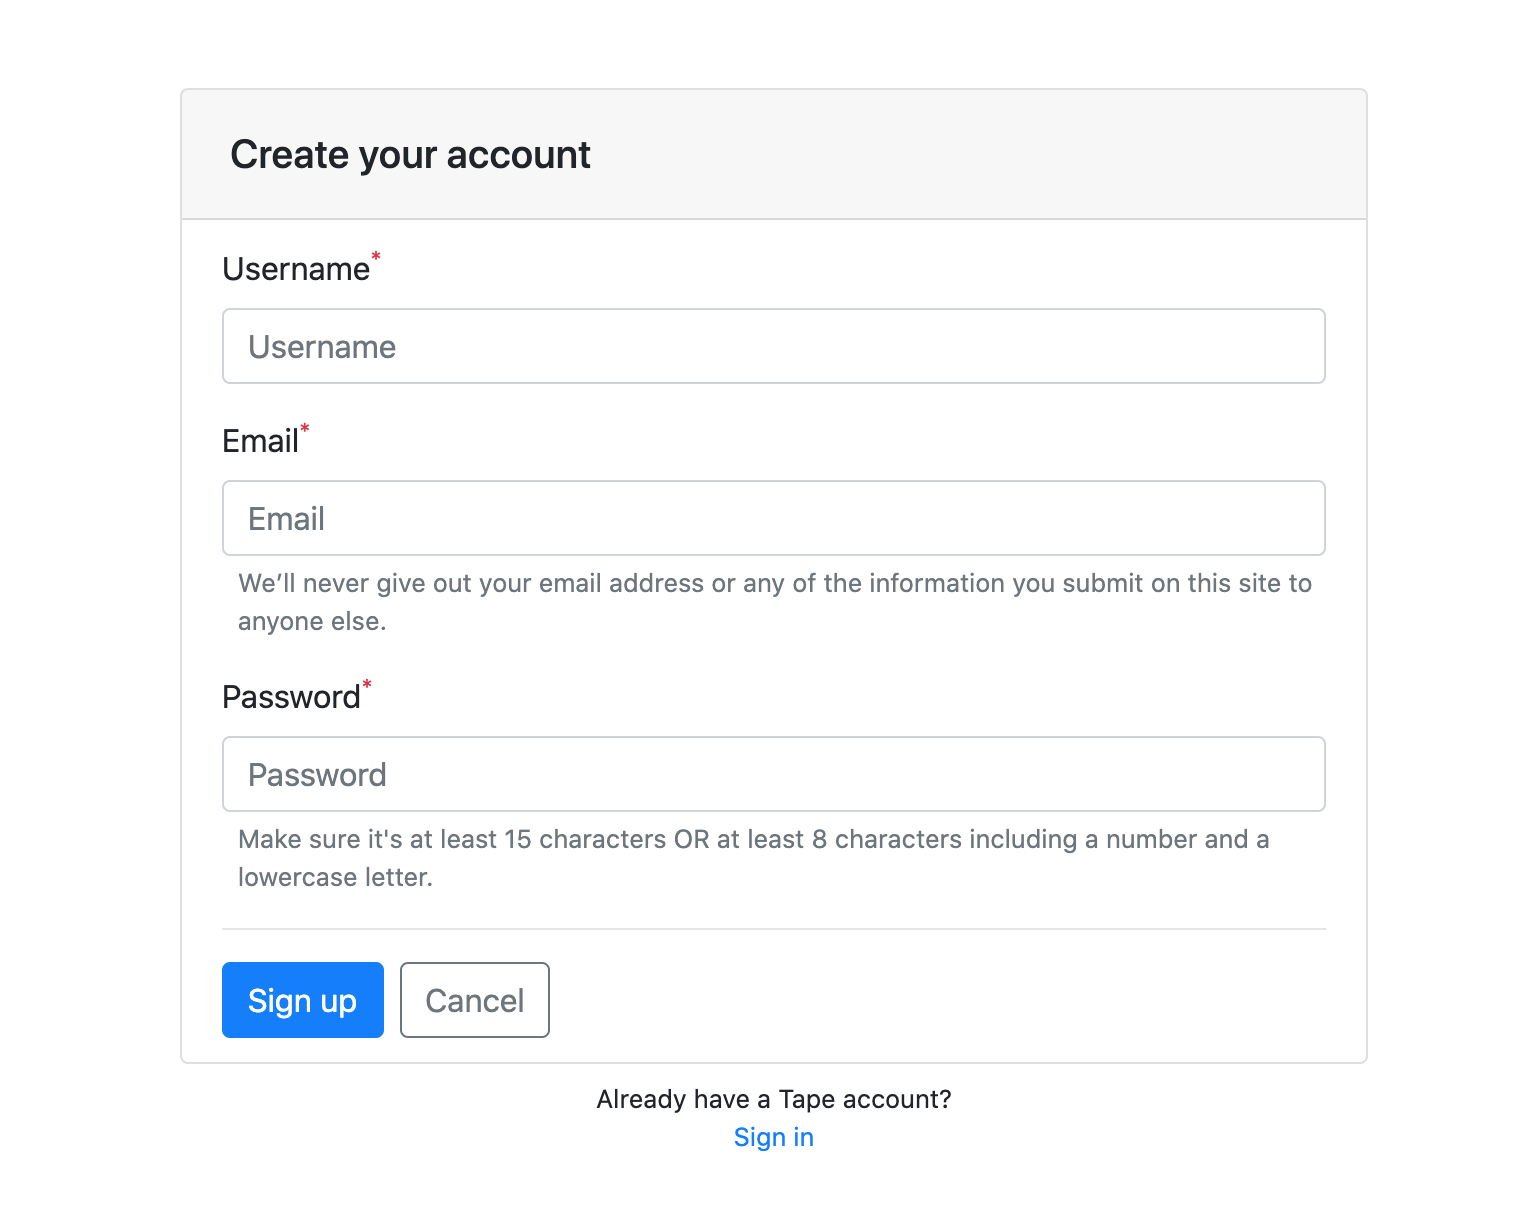 Create your account
Username*
Username
Email*
Email
We’ll never give out your email address or any of the information you submit on this site to
anyone else.
Password*
Password
Make sure it's at least 15 characters OR at least 8 characters including a number and a
lowercase letter.
Sign up Cancel
Already have a Tape account?
Sign in